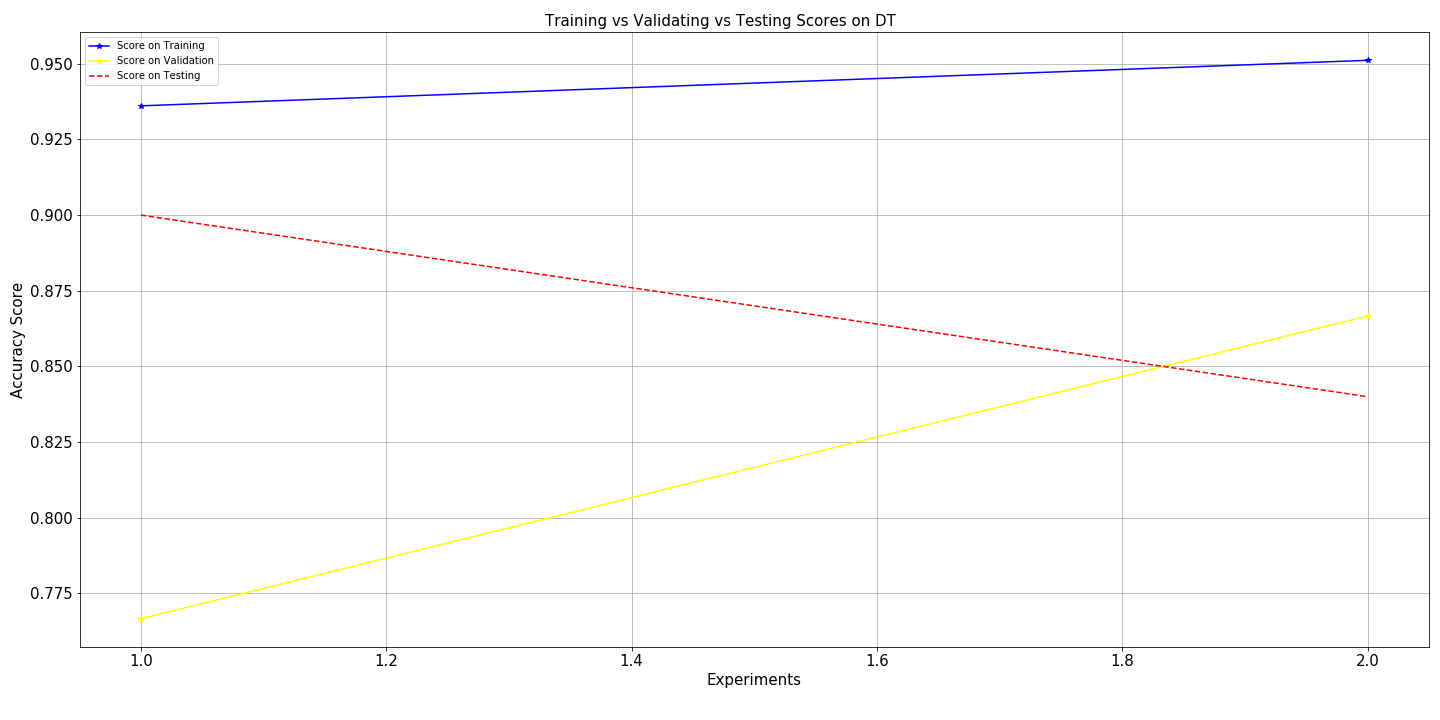 Training vs Validating vs Testing Scores on DT
Score on Training
Score on Validation
Score on Testing
0.950
0.925
0.900
0.875
0.850
0.825
0.800
0.775
Accuracy Score
1.0 1.2 1.4 1.6 1.8 2.0
Experiments